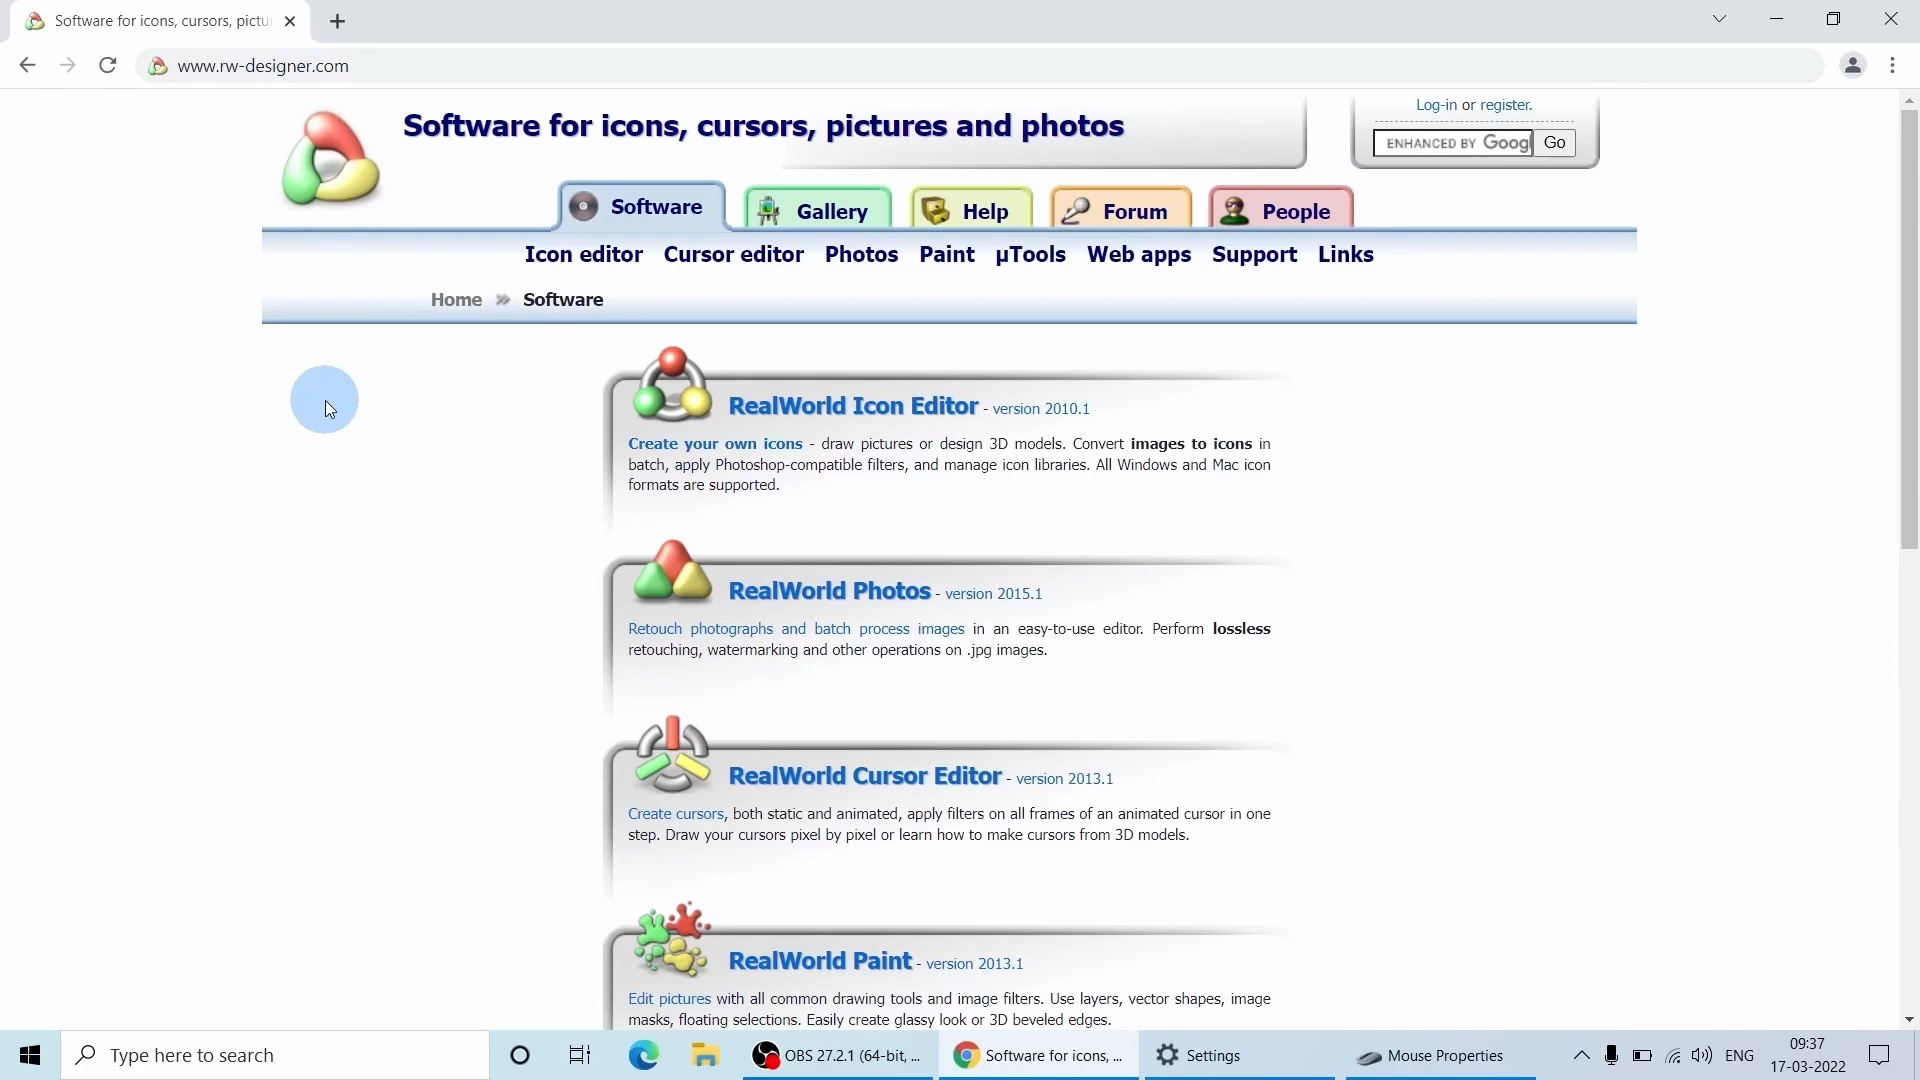 Software for icons, cursors, pictu
www.rw-designer.com
Software for icons, cursors, pictures and photos
Log-in or register.
ENHANCED BY Googl
Go
Software Gallery Help Forum People
Icon editor Cursor editor Photos Paint µTools Web apps Support Links
Home » Software
RealWorld Icon Editor - version 2010.1
Create your own icons - draw pictures or design 3D models. Convert images to icons in
batch, apply Photoshop-compatible filters, and manage icon libraries. All Windows and Mac icon
formats are supported.
RealWorld Photos - version 2015.1
Retouch photographs and batch process images in an easy-to-use editor. Perform lossless
retouching, watermarking and other operations on .jpg images.
RealWorld Cursor Editor - version 2013.1
Create cursors, both static and animated, apply filters on all frames of an animated cursor in one
step. Draw your cursors pixel by pixel or learn how to make cursors from 3D models.
RealWorld Paint - version 2013.1
Edit pictures with all common drawing tools and image filters. Use layers, vector shapes, image
masks, floating selections. Easily create glassy look or 3D beveled edges.
Type here to search
OBS 27.2.1 (64-bit, ...
Software for icons, ...
Settings
Mouse Properties
ENG
09:37
17-03-2022